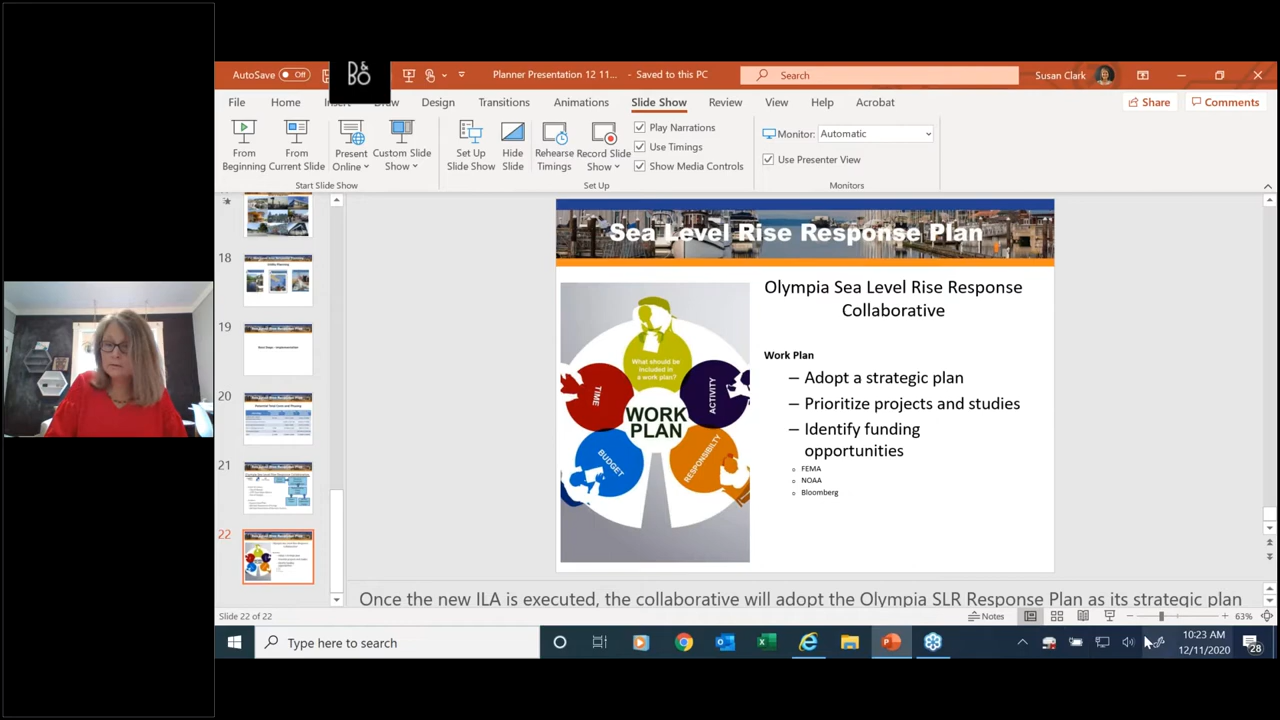 AutoSave Off
D&BO
Planner Presentation 12 11... - Saved to this PC
Search
Susan Clark
File Home Insert Draw Design Transitions Animations Slide Show Review View Help Acrobat
Share Comments
From Beginning
From Current Slide
Present Online
Custom Slide Show
Set Up Slide Show
Hide Slide
Rehearse Timings
Record Slide Show
Play Narrations
Use Timings
Show Media Controls
Monitor: Automatic
Use Presenter View
Start Slide Show
Set Up
Monitors
18
19
20
21
22
Sea Level Rise Response Plan
Olympia Sea Level Rise Response
Collaborative
Work Plan
– Adopt a strategic plan
– Prioritize projects and studies
– Identify funding
opportunities
o FEMA
o NOAA
o Bloomberg
What should be
included in
a work plan?
TIME
ACTIVITY
WORK
PLAN
BUDGET
RESPONSIBILTY
Once the new ILA is executed, the collaborative will adopt the Olympia SLR Response Plan as its strategic plan
Slide 22 of 22
Notes
63%
Type here to search
10:23 AM
12/11/2020
28